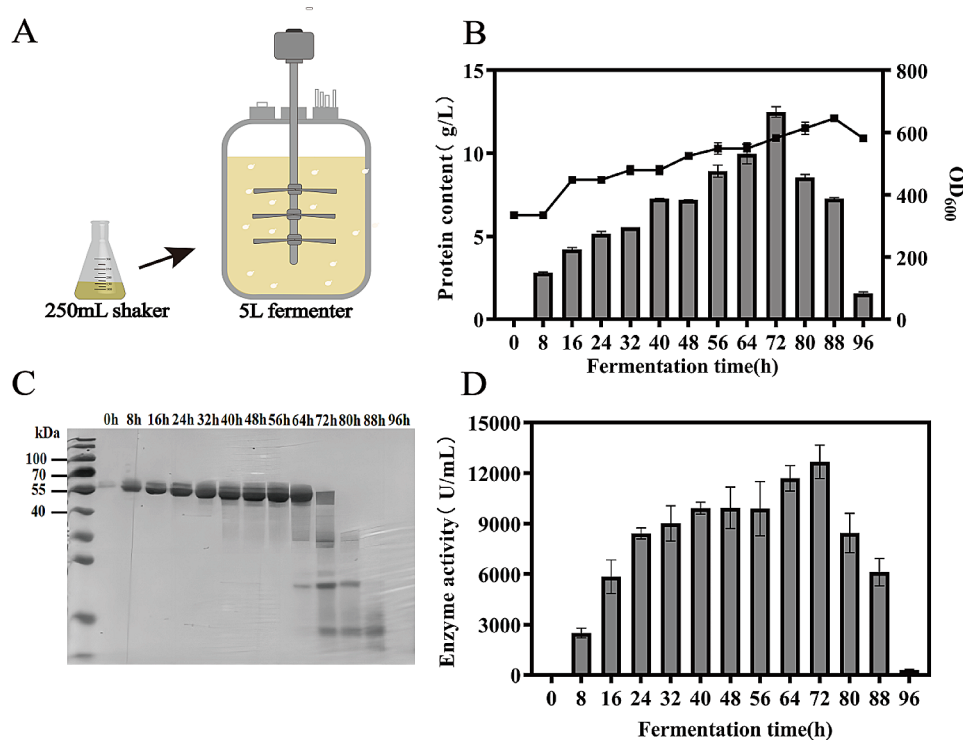 A
250mL shaker
5L fermenter
B
Protein content( g/L)
15
10
5
0
800
600
400
200
0
OD600
0 8 16 24 32 40 48 56 64 72 80 88 96
Fermentation time(h)
C
0h 8h 16h 24h 32h 40h 48h 56h 64h 72h 80h 88h 96h
kDa
100
70
55
40
D
Enzyme activity( U/mL)
15000
12000
9000
6000
3000
0
0 8 16 24 32 40 48 56 64 72 80 88 96
Fermentation time(h)